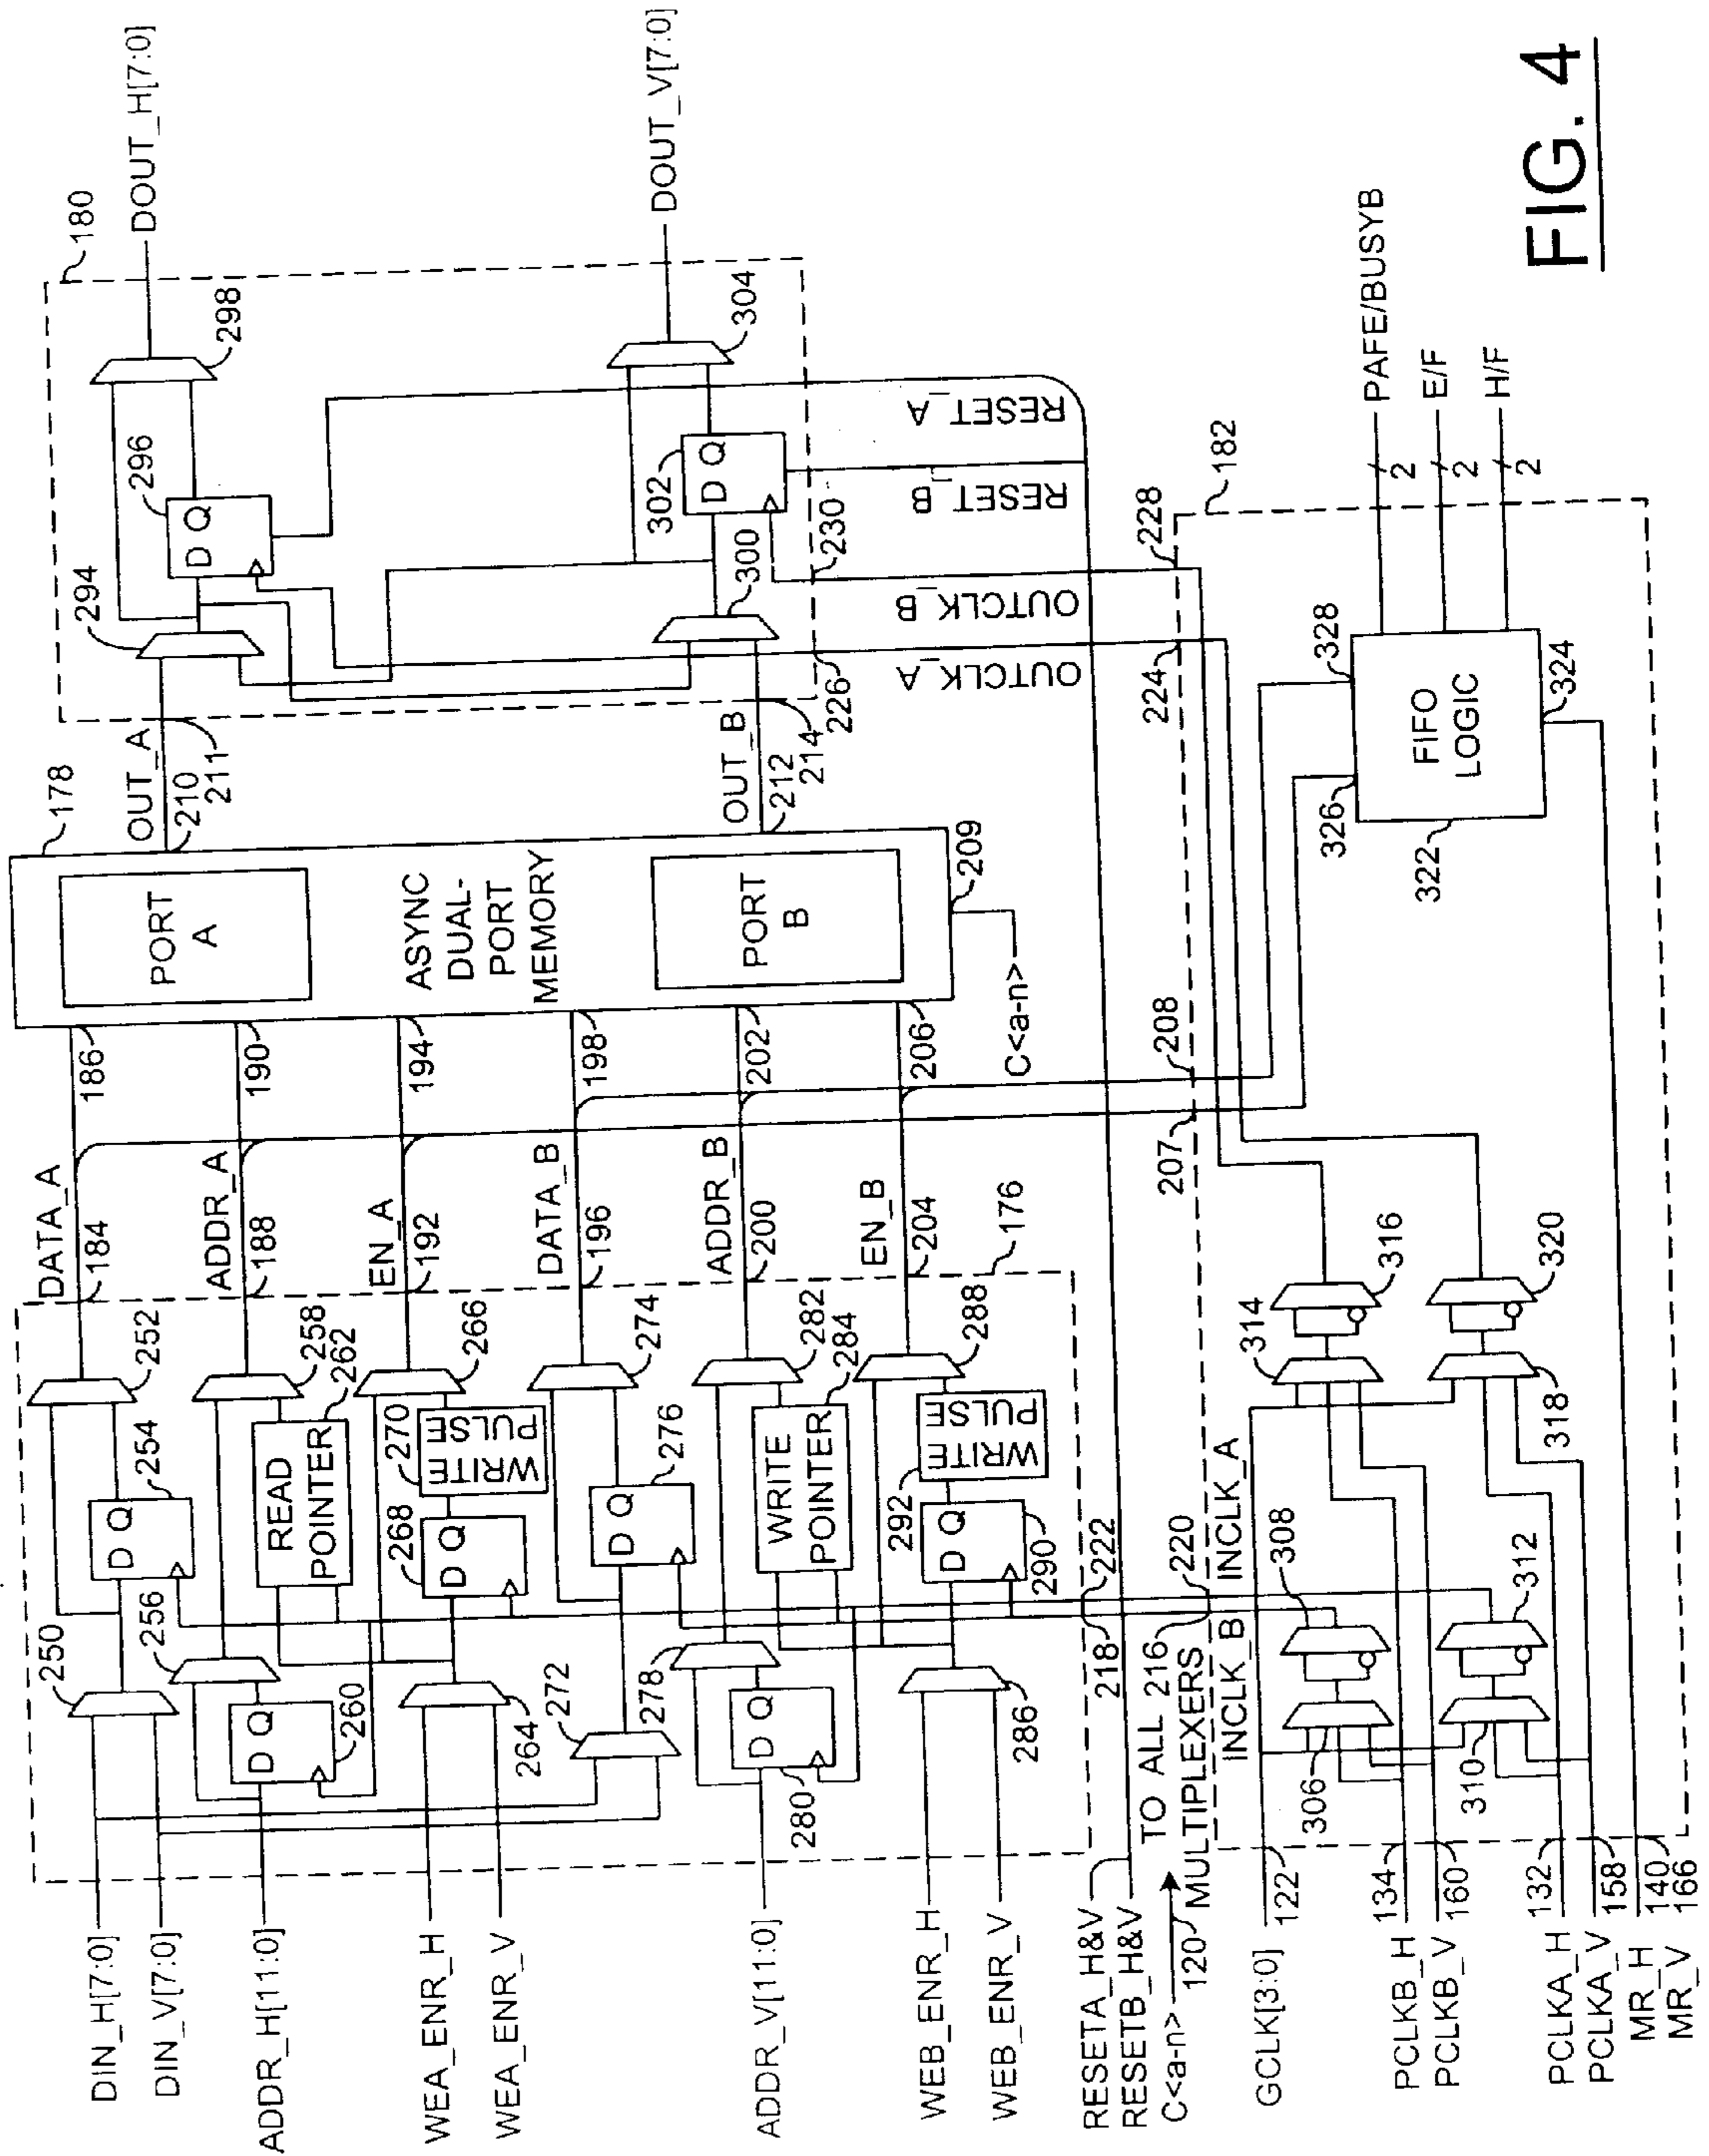 DIN_H[7:0]
DIN_V[7:0]
ADDR_H[11:0]
WEA_ENR_H
WEA_ENR_V
ADDR_V[11:0]
WEB_ENR_H
WEB_ENR_V
RESETA_H&V
RESETB_H&V
C<a-n>
120
TO ALL
MULTIPLEXERS
216
218
220
222
250
252
254
D Q
256
258
260
D Q
READ
POINTER
262
264
266
268
D Q
270
WRITE
PULSE
272
274
276
D Q
278
280
D Q
282
WRITE
POINTER
284
286
288
290
D Q
292
WRITE
PULSE
176
DATA_A
184
186
ADDR_A
188
190
EN_A
192
194
DATA_B
196
198
ADDR_B
200
202
EN_B
204
206
207
208
178
PORT
A
ASYNC
DUAL-
PORT
MEMORY
PORT
B
209
C<a-n>
OUT_A
210
211
OUT_B
212
214
180
294
296
D Q
298
300
302
D Q
304
DOUT_H[7:0]
DOUT_V[7:0]
226
230
OUTCLK_A
OUTCLK_B
RESET_B
RESET_A
224
228
182
GCLK[3:0]
122
PCLKB_H
134
PCLKB_V
160
PCLKA_H
132
PCLKA_V
158
MR_H
140
MR_V
166
INCLK_B
INCLK_A
306
308
310
312
314
316
318
320
322
FIFO
LOGIC
324
326
328
PAFE/BUSYB
2
E/F
2
H/F
2
FIG. 4